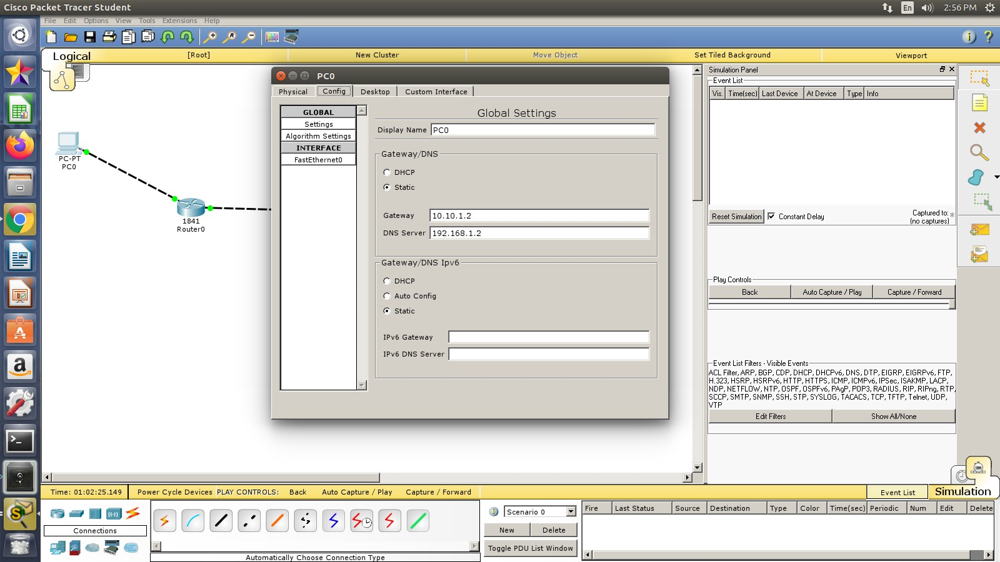 Cisco Packet Tracer Student
En
2:56 PM
File Edit Options View Tools Extensions Help
Logical
[Root]
New Cluster
Move Object
Set Tiled Background
Viewport
PC-PT
PC0
1841
Router0
PC0
Physical Config Desktop Custom Interface
GLOBAL
Settings
Algorithm Settings
INTERFACE
FastEthernet0
Global Settings
Display Name PC0
Gateway/DNS
DHCP
Static
Gateway 10.10.1.2
DNS Server 192.168.1.2
Gateway/DNS Ipv6
DHCP
Auto Config
Static
IPv6 Gateway
IPv6 DNS Server
Simulation Panel
Event List
Vis. Time(sec) Last Device At Device Type Info
Reset Simulation Constant Delay
Captured to:
(no captures)
Play Controls
Back Auto Capture / Play Capture / Forward
Event List Filters - Visible Events
ACL Filter, ARP, BGP, CDP, DHCP, DHCPv6, DNS, DTP, EIGRP, EIGRPv6, FTP,
H.323, HSRP, HSRPv6, HTTP, HTTPS, ICMP, ICMPv6, IPSec, ISAKMP, LACP,
NDP, NETFLOW, NTP, OSPF, OSPFv6, PAgP, POP3, RADIUS, RIP, RIPng, RTP,
SCCP, SMTP, SNMP, SSH, STP, SYSLOG, TACACS, TCP, TFTP, Telnet, UDP,
VTP
Edit Filters Show All/None
Time: 01:02:25.149 Power Cycle Devices PLAY CONTROLS: Back Auto Capture / Play Capture / Forward
Event List Simulation
Connections
Automatically Choose Connection Type
Scenario 0
New Delete
Toggle PDU List Window
Fire Last Status Source Destination Type Color Time(sec) Periodic Num Edit Delete